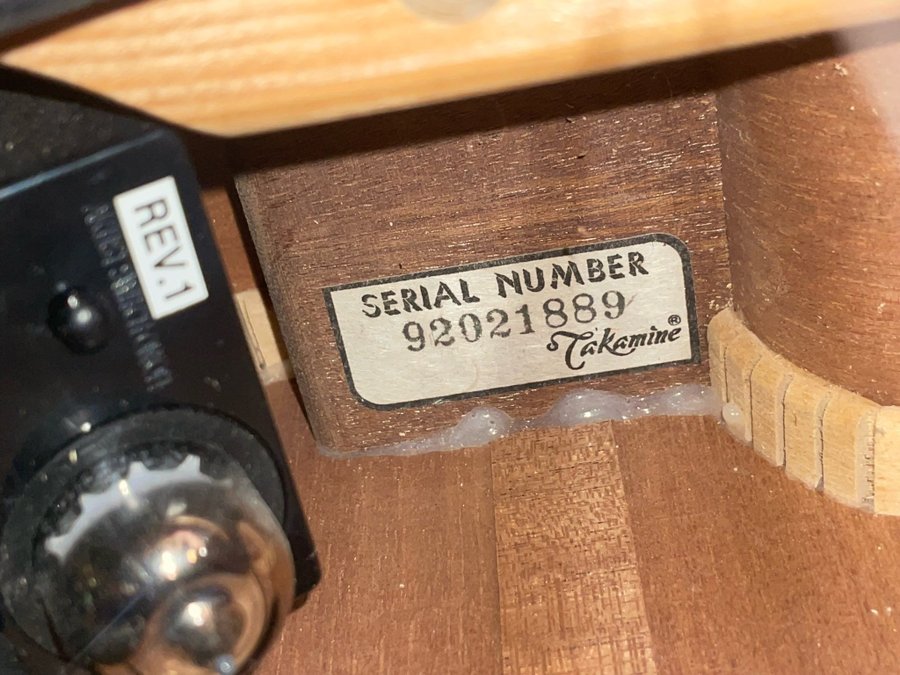 REV.1
SERIAL NUMBER
92021889
Takamine®